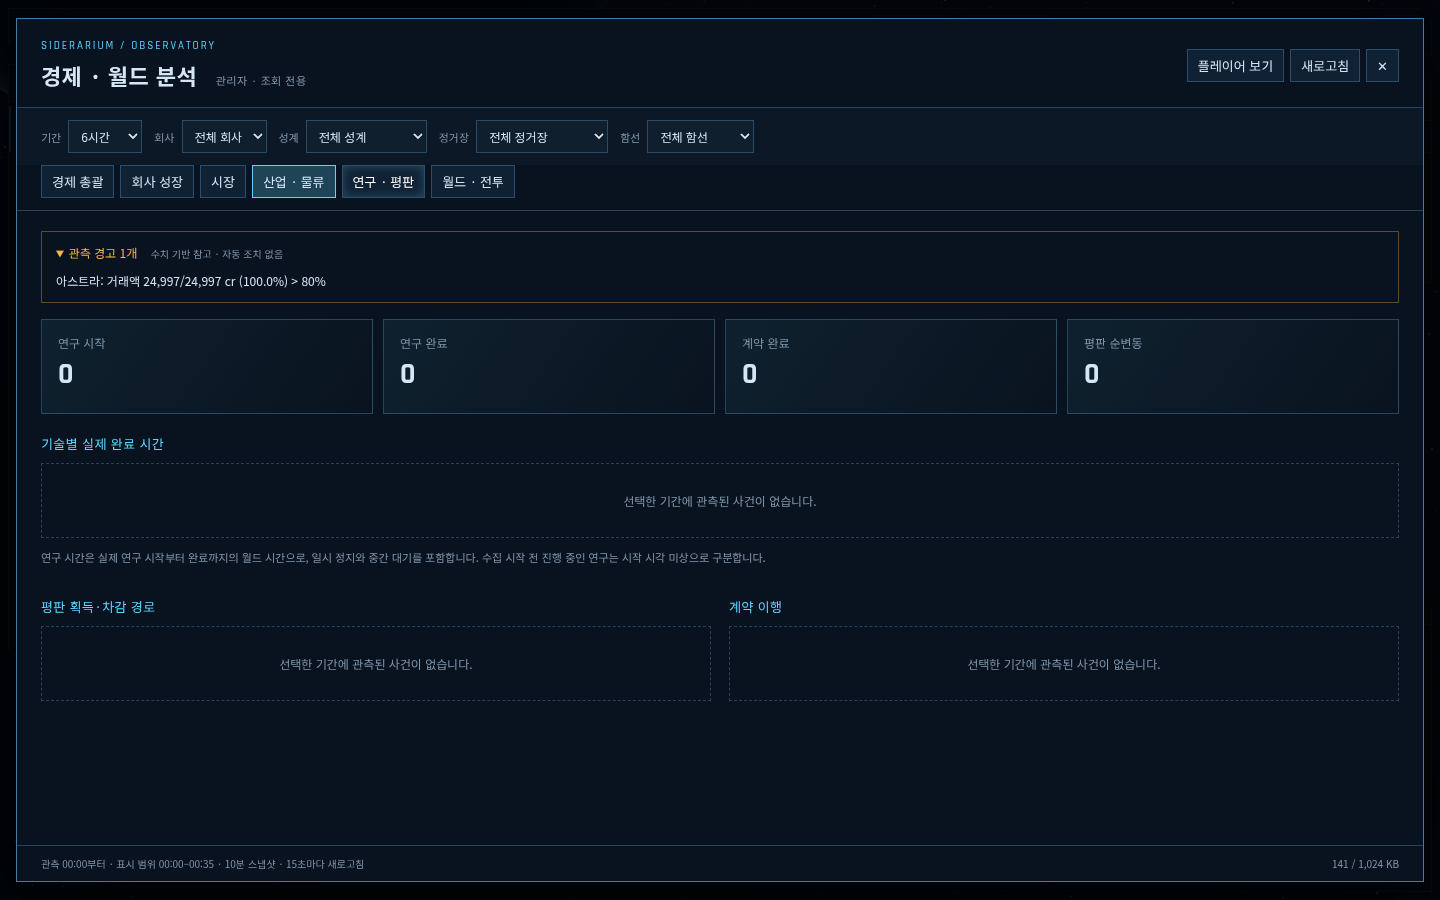 SIDERARIUM / OBSERVATORY
경제 · 월드 분석 관리자 · 조회 전용
플레이어 보기 새로고침 ×
기간 6시간 회사 전체 회사 성계 전체 성계 정거장 전체 정거장 함선 전체 함선
경제 총괄 회사 성장 시장 산업 · 물류 연구 · 평판 월드 · 전투
▼ 관측 경고 1개 수치 기반 참고 · 자동 조치 없음
아스트라: 거래액 24,997/24,997 cr (100.0%) > 80%
연구 시작 연구 완료 계약 완료 평판 순변동
0 0 0 0
기술별 실제 완료 시간
선택한 기간에 관측된 사건이 없습니다.
연구 시간은 실제 연구 시작부터 완료까지의 월드 시간으로, 일시 정지와 중간 대기를 포함합니다. 수집 시작 전 진행 중인 연구는 시작 시각 미상으로 구분합니다.
평판 획득·차감 경로 계약 이행
선택한 기간에 관측된 사건이 없습니다. 선택한 기간에 관측된 사건이 없습니다.
관측 00:00부터 · 표시 범위 00:00–00:35 · 10분 스냅샷 · 15초마다 새로고침 141 / 1,024 KB